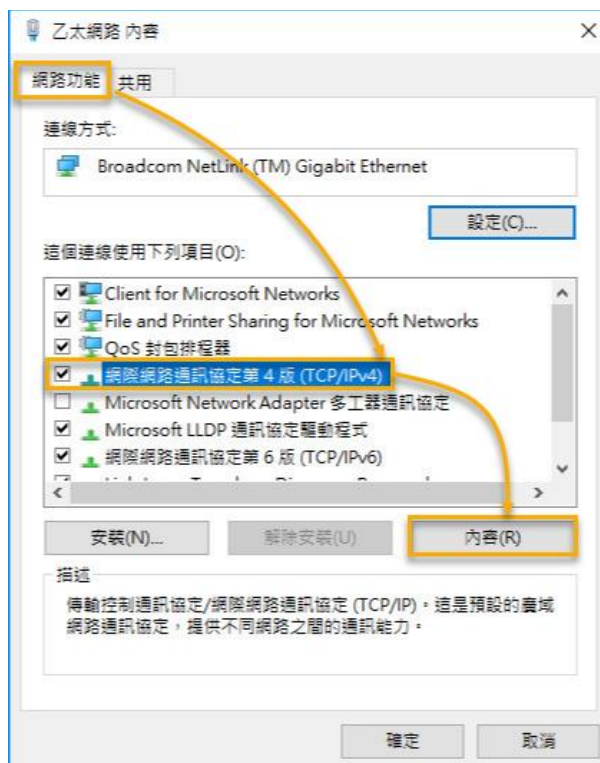 乙太網路 內容
網路功能
共用
連線方式:
Broadcom NetLink (TM) Gigabit Ethernet
設定(C)...
這個連線使用下列項目(O):
Client for Microsoft Networks
File and Printer Sharing for Microsoft Networks
QoS 封包排程器
網際網路通訊協定第 4 版 (TCP/IPv4)
Microsoft Network Adapter 多工器通訊協定
Microsoft LLDP 通訊協定驅動程式
網際網路通訊協定第 6 版 (TCP/IPv6)
安裝(N)...
解除安裝(U)
內容(R)
描述
傳輸控制通訊協定/網際網路通訊協定 (TCP/IP)。這是預設的廣域
網路通訊協定，提供不同網路之間的通訊能力。
確定
取消